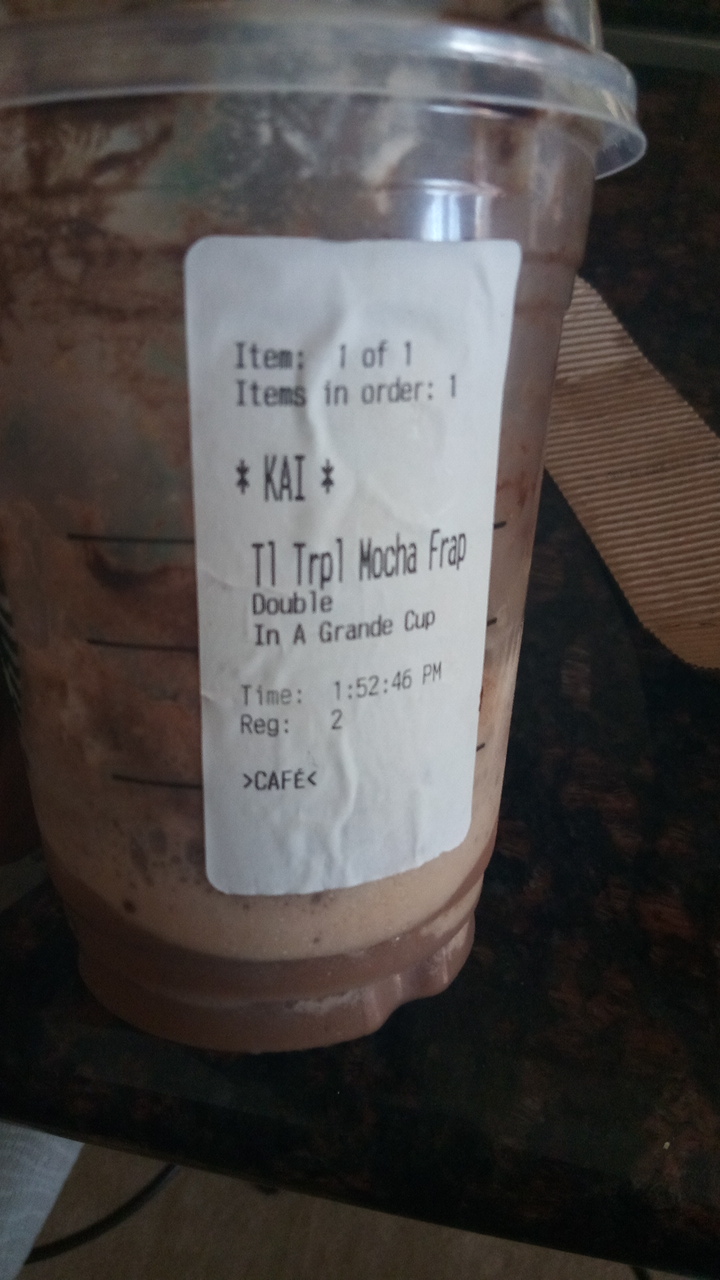 Item: 1 of 1
Items in order: 1
* KAI *
Tl Trpl Mocha Frap
Double
In A Grande Cup
Time: 1:52:46 PM
Reg: 2
>CAFÉ<